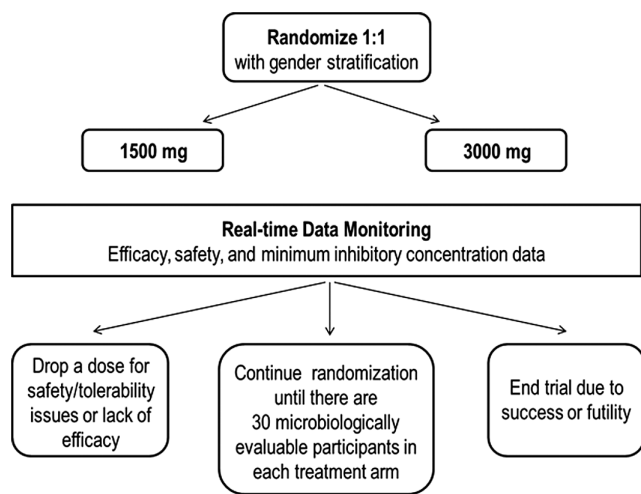 Randomize 1:1
with gender stratification
1500 mg
3000 mg
Real-time Data Monitoring
Efficacy, safety, and minimum inhibitory concentration data
Drop a dose for
safety/tolerability
issues or lack of
efficacy
Continue randomization
until there are
30 microbiologically
evaluable participants in
each treatment arm
End trial due to
success or futility